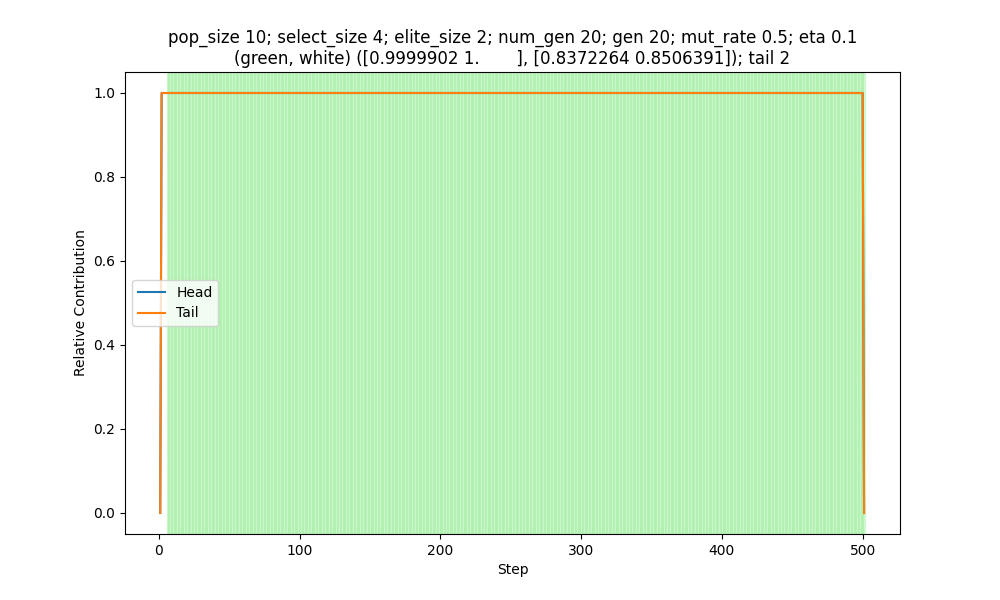 pop_size 10; select_size 4; elite_size 2; num_gen 20; gen 20; mut_rate 0.5; eta 0.1
(green, white) ([0.9999902 1.        ], [0.8372264 0.8506391]); tail 2
1.0
0.8
0.6
0.4
0.2
0.0
Relative Contribution
Head
Tail
0
100
200
300
400
500
Step